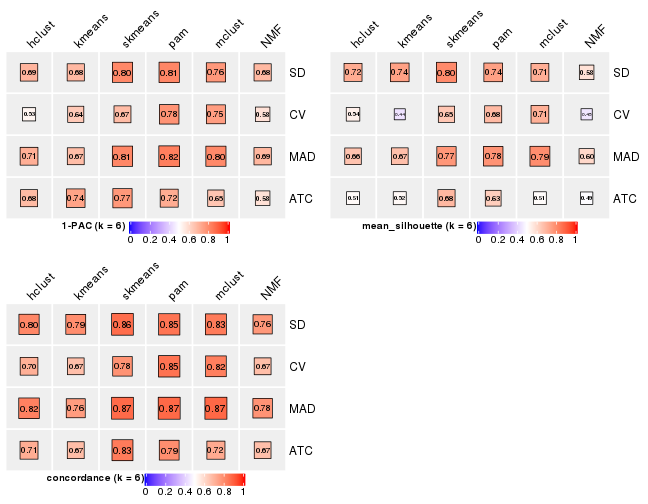 hclust kmeans skmeans pam mclust NMF
0.69 0.68 0.80 0.81 0.76 0.68 SD
0.53 0.64 0.67 0.78 0.75 0.58 CV
0.71 0.67 0.81 0.82 0.80 0.69 MAD
0.68 0.74 0.77 0.72 0.65 0.58 ATC
1-PAC (k = 6)
0 0.2 0.4 0.6 0.8 1
hclust kmeans skmeans pam mclust NMF
0.72 0.74 0.80 0.74 0.71 0.58 SD
0.54 0.44 0.65 0.68 0.71 CV
0.66 0.67 0.77 0.78 0.79 0.60 MAD
0.51 0.52 0.68 0.63 0.51 0.49 ATC
mean_silhouette (k = 6)
0 0.2 0.4 0.6 0.8 1
hclust kmeans skmeans pam mclust NMF
0.80 0.79 0.86 0.85 0.83 0.76 SD
0.70 0.67 0.78 0.85 0.82 0.67 CV
0.82 0.76 0.87 0.87 0.87 0.78 MAD
0.71 0.67 0.83 0.79 0.72 0.67 ATC
concordance (k = 6)
0 0.2 0.4 0.6 0.8 1